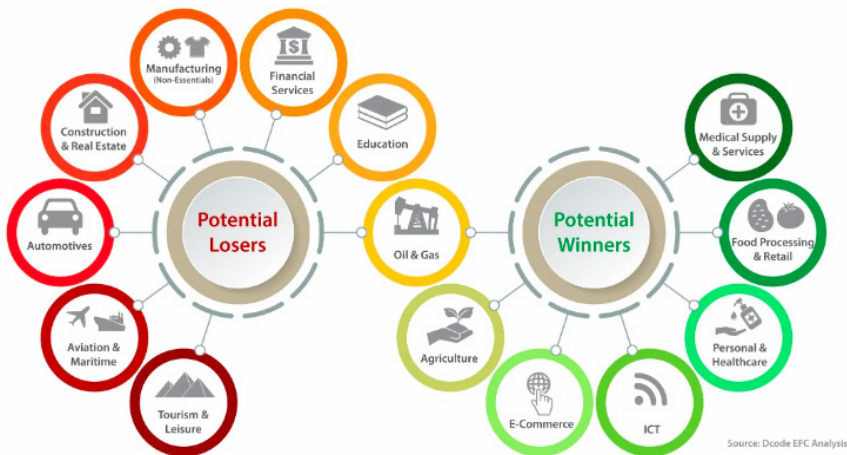 Manufacturing
(Non-Essentials)
$
Financial
Services
Construction
& Real Estate
Education
Medical Supply
& Services
Potential
Losers
Potential
Winners
Automotives
Oil & Gas
Food Processing
& Retail
Aviation &
Maritime
Agriculture
Personal &
Healthcare
Tourism &
Leisure
E-Commerce
ICT
Source: Dcode EFC Analysis